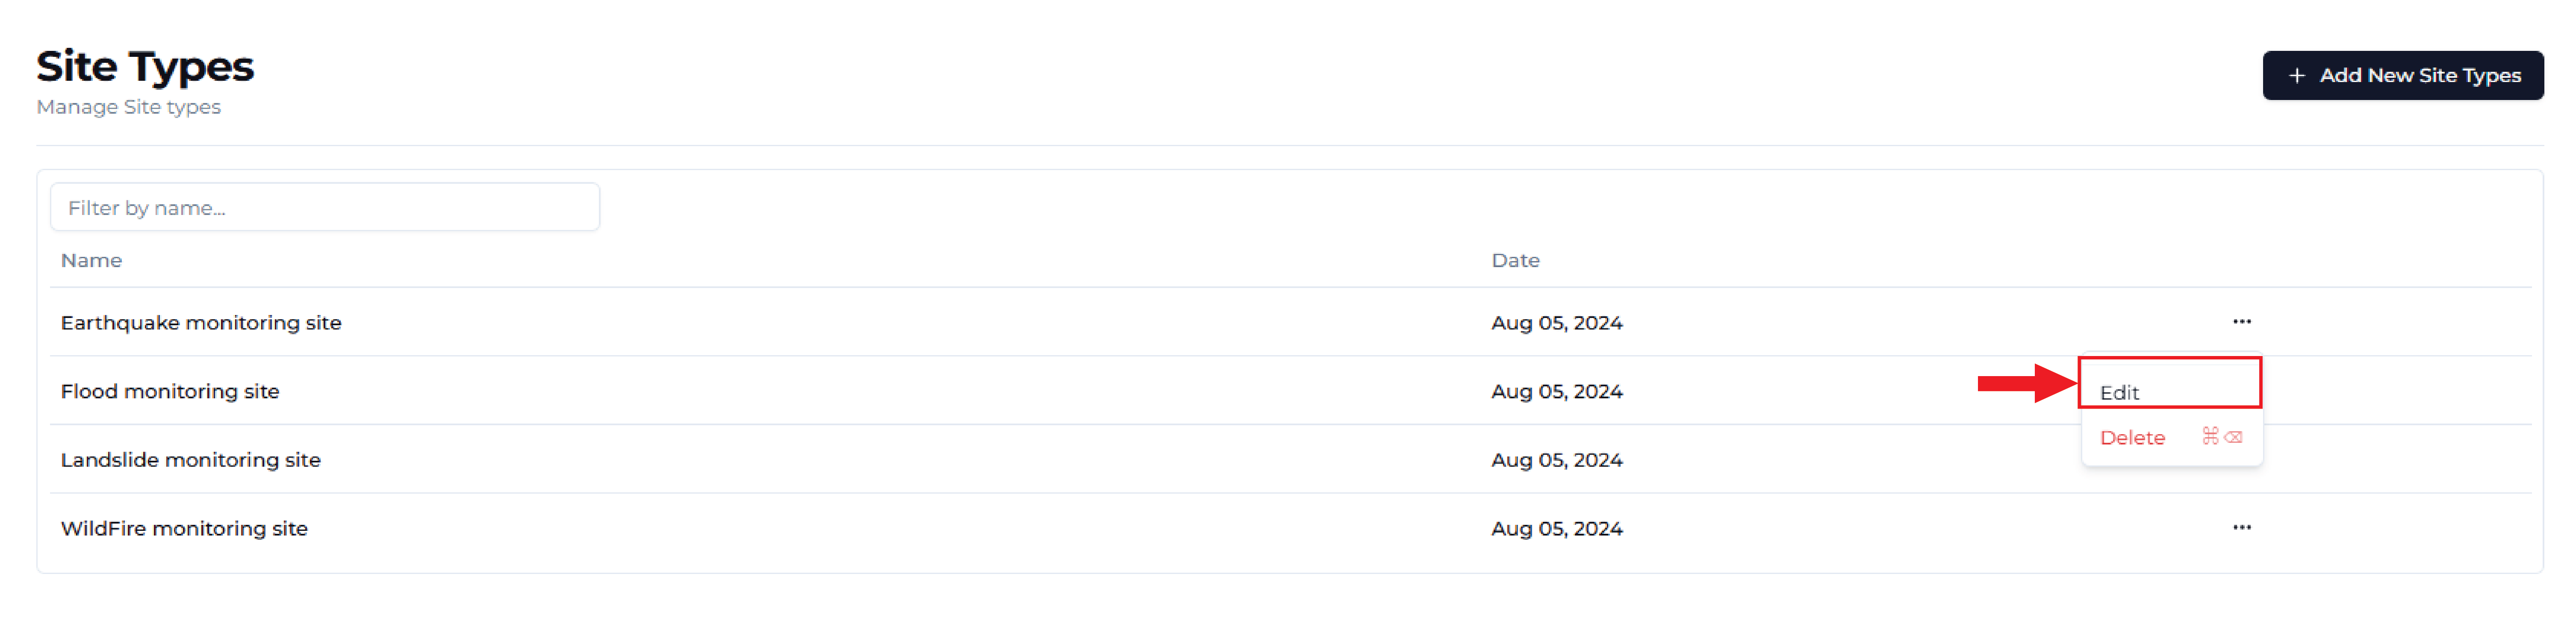 Site Types
Manage Site types
+ Add New Site Types
Filter by name...
Name Date
Earthquake monitoring site Aug 05, 2024 ...
Flood monitoring site Aug 05, 2024
Edit
Delete ⌘⌫
Landslide monitoring site Aug 05, 2024
WildFire monitoring site Aug 05, 2024 ...